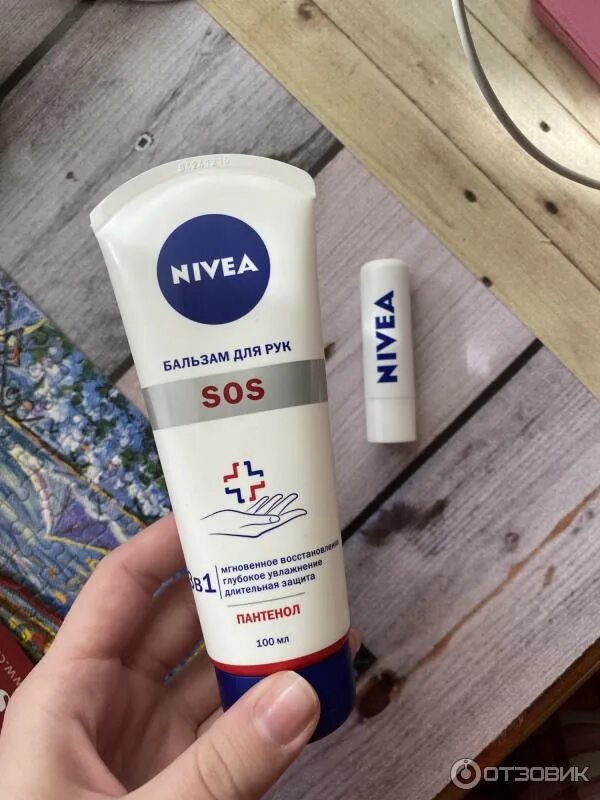 NIVEA
БАЛЬЗАМ ДЛЯ РУК
SOS
3в1
мгновенное восстановление
глубокое увлажнение
длительная защита
ПАНТЕНОЛ
100 мл
NIVEA
ОТЗОВИК